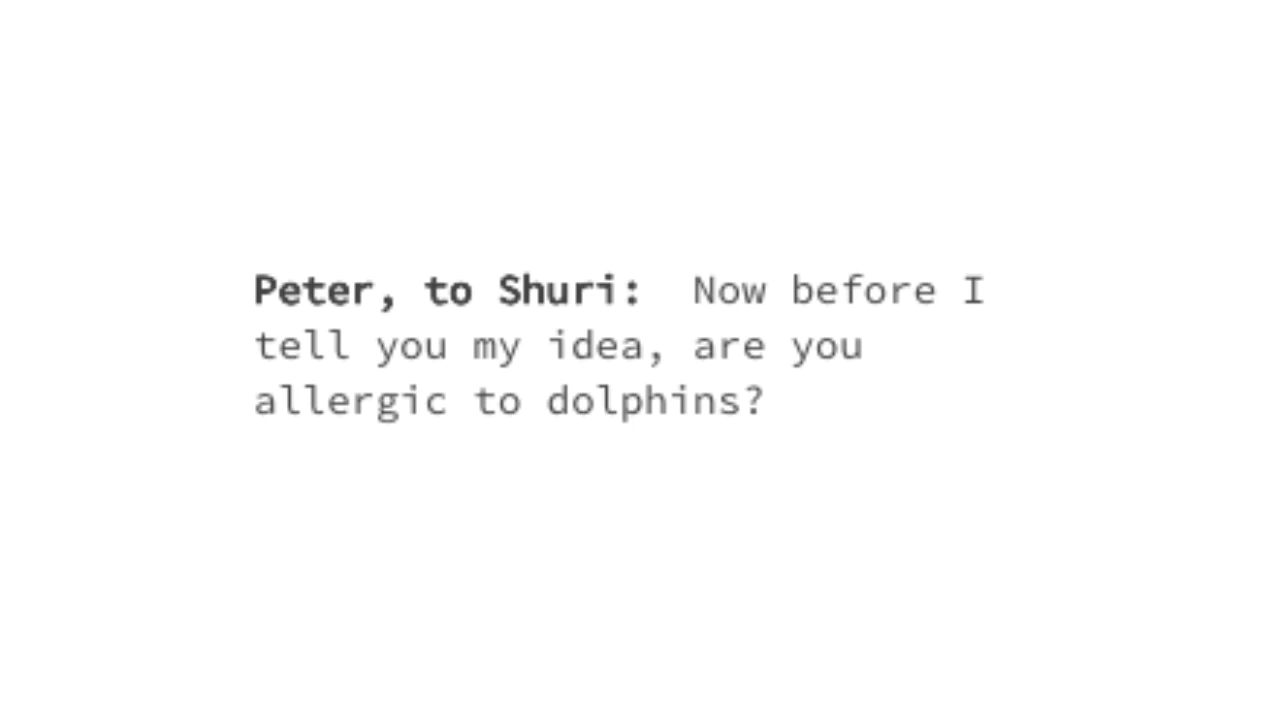 Peter, to Shuri:  Now before I
tell you my idea, are you
allergic to dolphins?